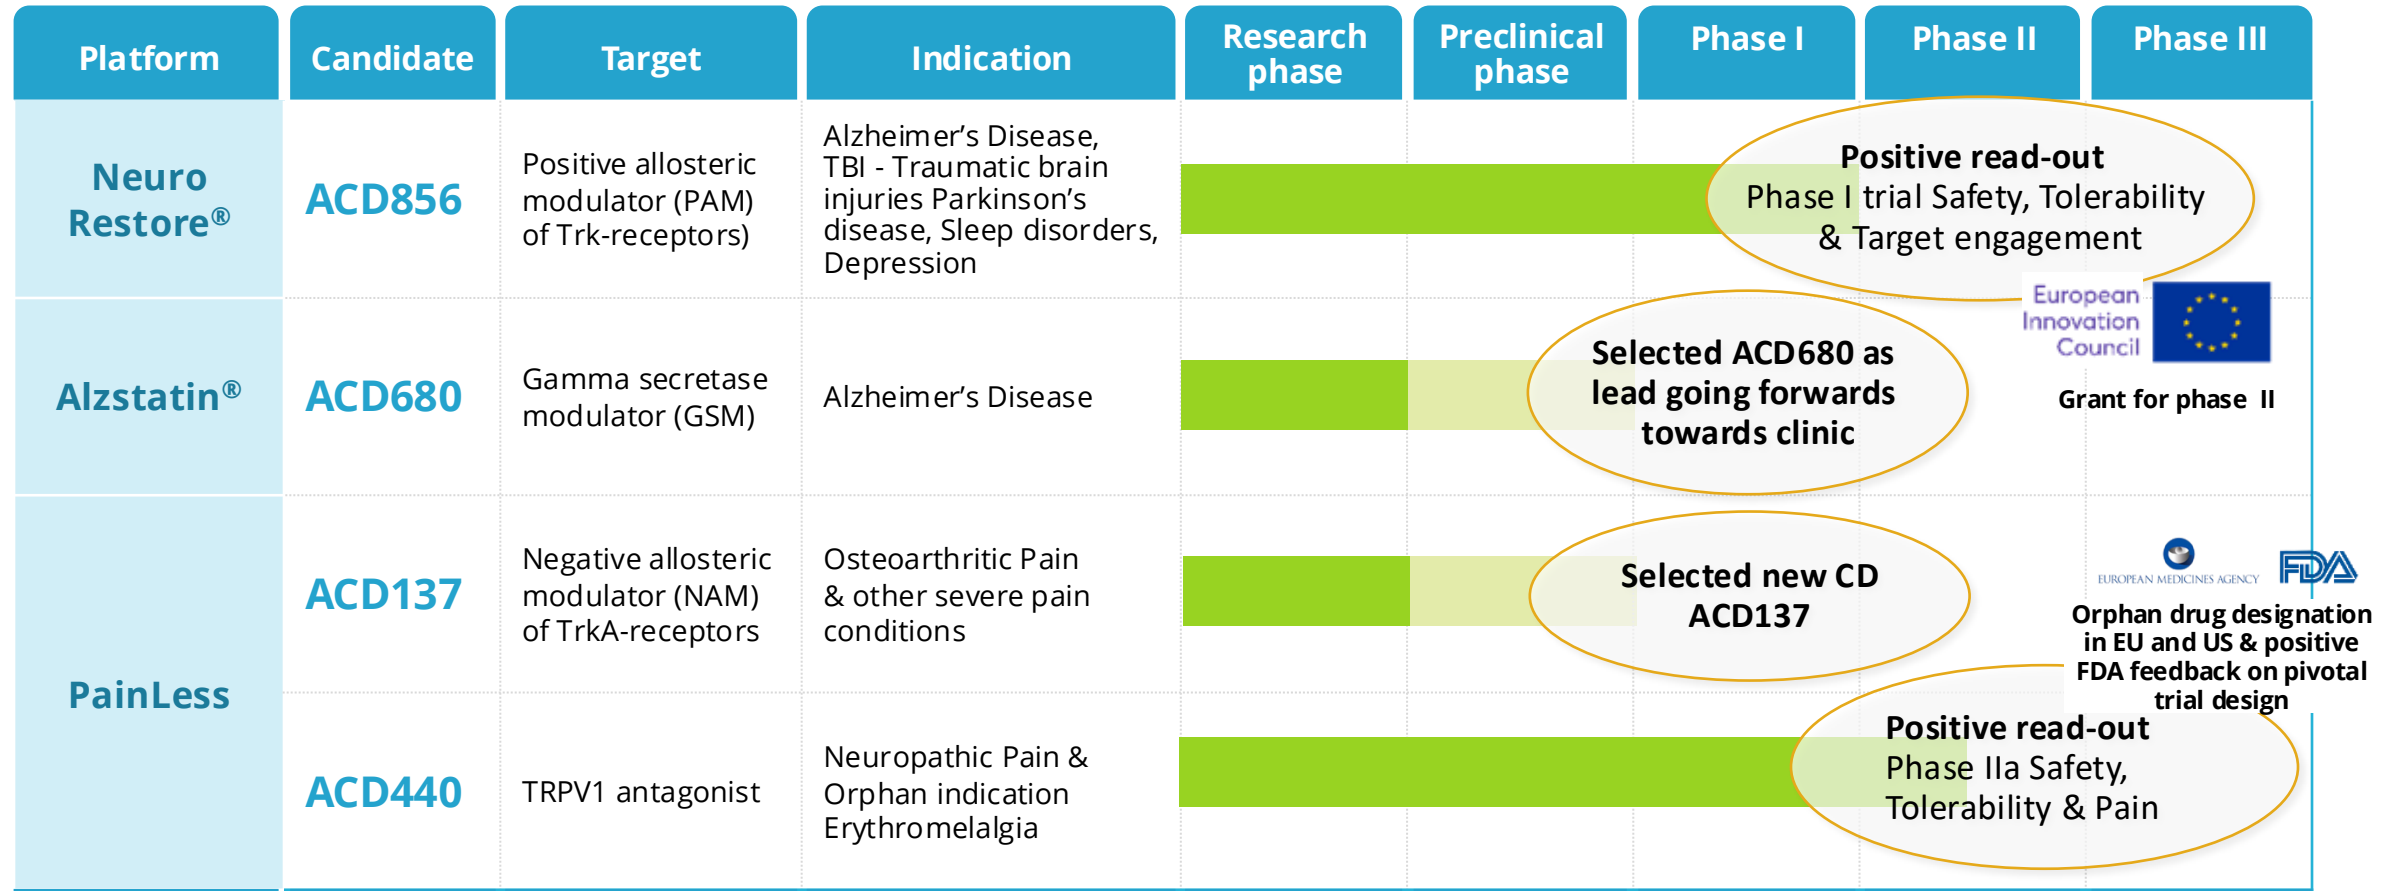 Platform
Candidate
Target
Indication
Research
phase
Preclinical
phase
Phase I
Phase II
Phase III
Neuro
Restore®
ACD856
Positive allosteric
modulator (PAM)
of Trk-receptors)
Alzheimer’s Disease,
TBI - Traumatic brain
injuries Parkinson’s
disease, Sleep disorders,
Depression
Positive read-out
Phase I trial Safety, Tolerability
& Target engagement
European
Innovation
Council
Grant for phase II
Alzstatin®
ACD680
Gamma secretase
modulator (GSM)
Alzheimer’s Disease
Selected ACD680 as
lead going forwards
towards clinic
PainLess
ACD137
Negative allosteric
modulator (NAM)
of TrkA-receptors
Osteoarthritic Pain
& other severe pain
conditions
Selected new CD
ACD137
EUROPEAN MEDICINES AGENCY
FDA
Orphan drug designation
in EU and US & positive
FDA feedback on pivotal
trial design
ACD440
TRPV1 antagonist
Neuropathic Pain &
Orphan indication
Erythromelalgia
Positive read-out
Phase IIa Safety,
Tolerability & Pain